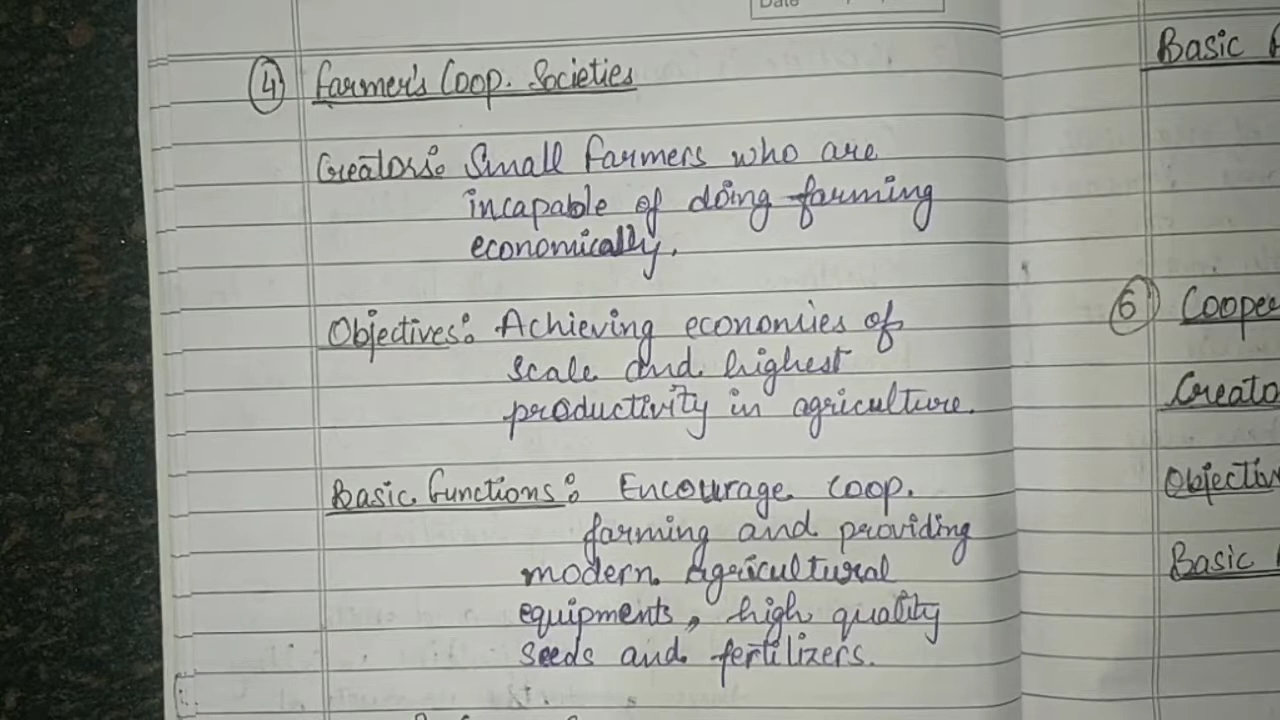 Date
④ Farmer's Coop. Societies
Creators: Small farmers who are
incapable of doing farming
economically.
Objectives: Achieving economies of
scale and highest
productivity in agriculture.
Basic functions: Encourage coop.
farming and providing
modern agricultural
equipments, high quality
seeds and fertilizers.
Basic
⑥ Coope
Creato
Objectiv
Basic